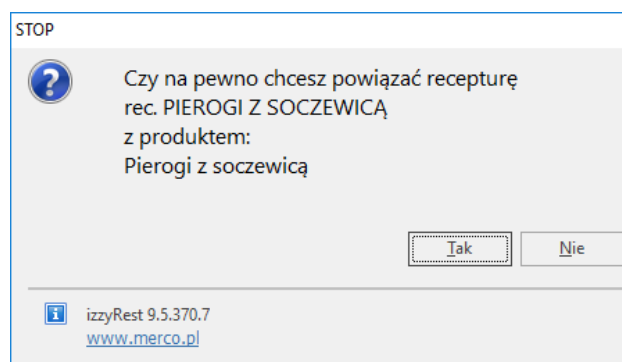 STOP
Czy na pewno chcesz powiązać recepturę
rec. PIEROGI Z SOCZEWICĄ
z produktem:
Pierogi z soczewicą
Tak
Nie
izzyRest 9.5.370.7
www.merco.pl